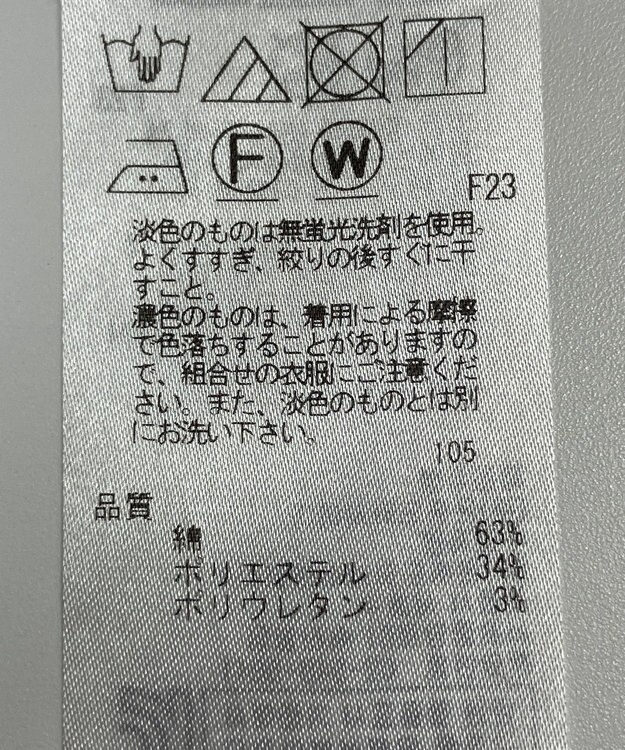 F W
F23
淡色のものは無蛍光洗剤を使用。
よくすすぎ、絞りの後すぐに干
すこと。
濃色のものは、着用による摩擦
で色落ちすることがありますの
で、組合せの衣服にご注意くだ
さい。また、淡色のものとは別
にお洗い下さい。
105
品質
綿 63%
ポリエステル 34%
ポリウレタン 3%